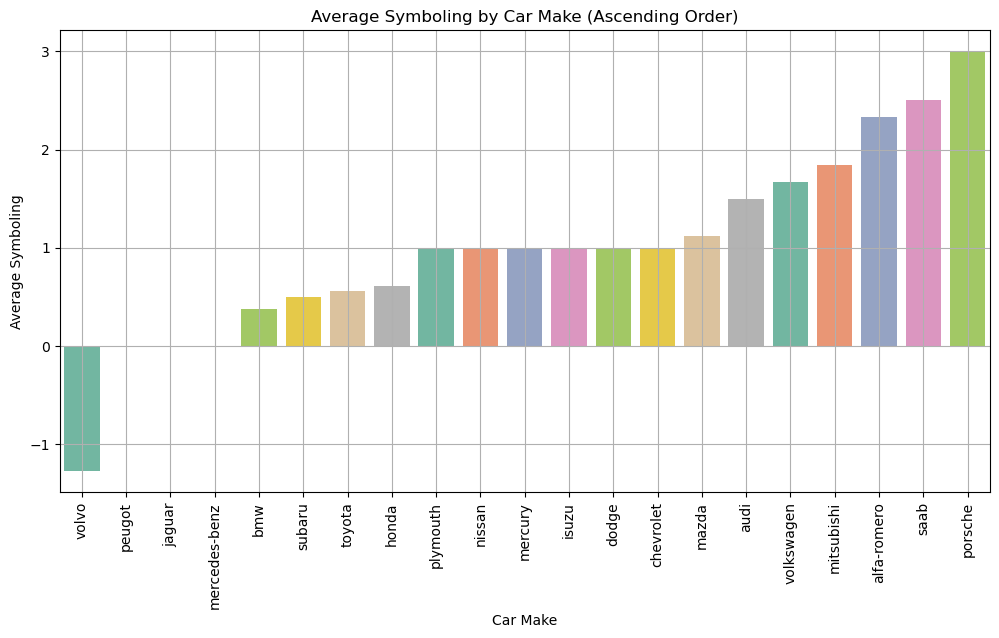 Average Symboling by Car Make (Ascending Order)
Average Symboling
3
2
1
0
−1
volvo
peugot
jaguar
mercedes-benz
bmw
subaru
toyota
honda
plymouth
nissan
mercury
isuzu
dodge
chevrolet
mazda
audi
volkswagen
mitsubishi
alfa-romero
saab
porsche
Car Make